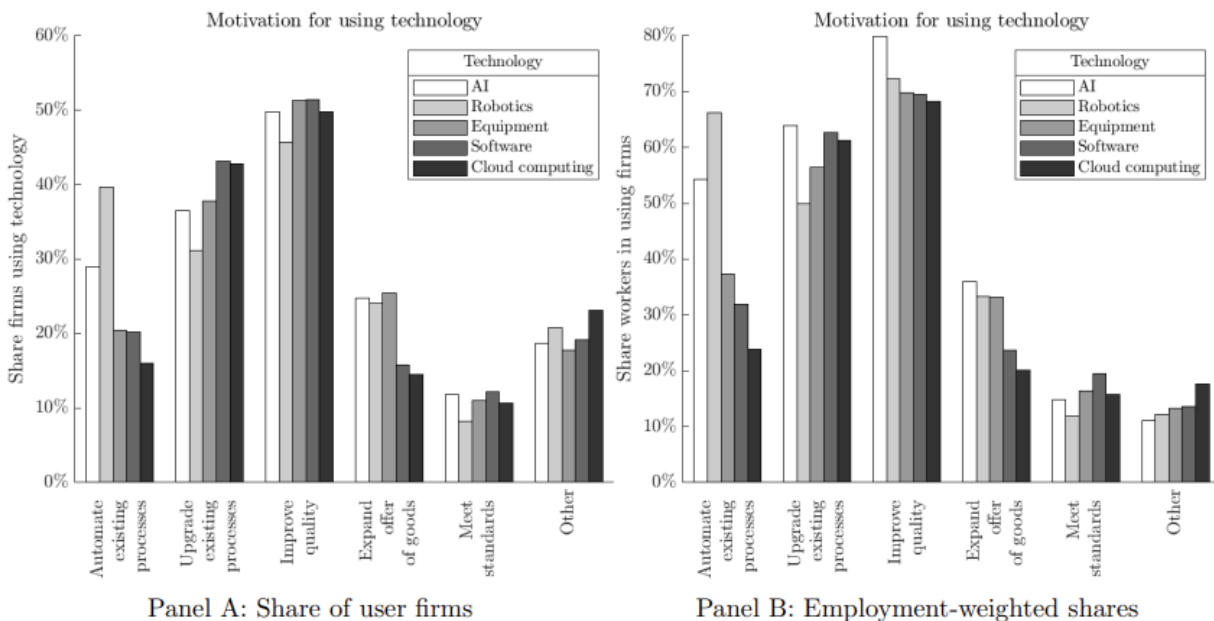 Motivation for using technology
60%
50%
40%
30%
20%
10%
0%
Share firms using technology
Technology
AI
Robotics
Equipment
Software
Cloud computing
Automate
existing
processes
Upgrade
existing
processes
Improve
quality
Expand
offer
of goods
Meet
standards
Other
Panel A: Share of user firms
Motivation for using technology
80%
70%
60%
50%
40%
30%
20%
10%
0%
Share workers in using firms
Technology
AI
Robotics
Equipment
Software
Cloud computing
Automate
existing
processes
Upgrade
existing
processes
Improve
quality
Expand
offer
of goods
Meet
standards
Other
Panel B: Employment-weighted shares